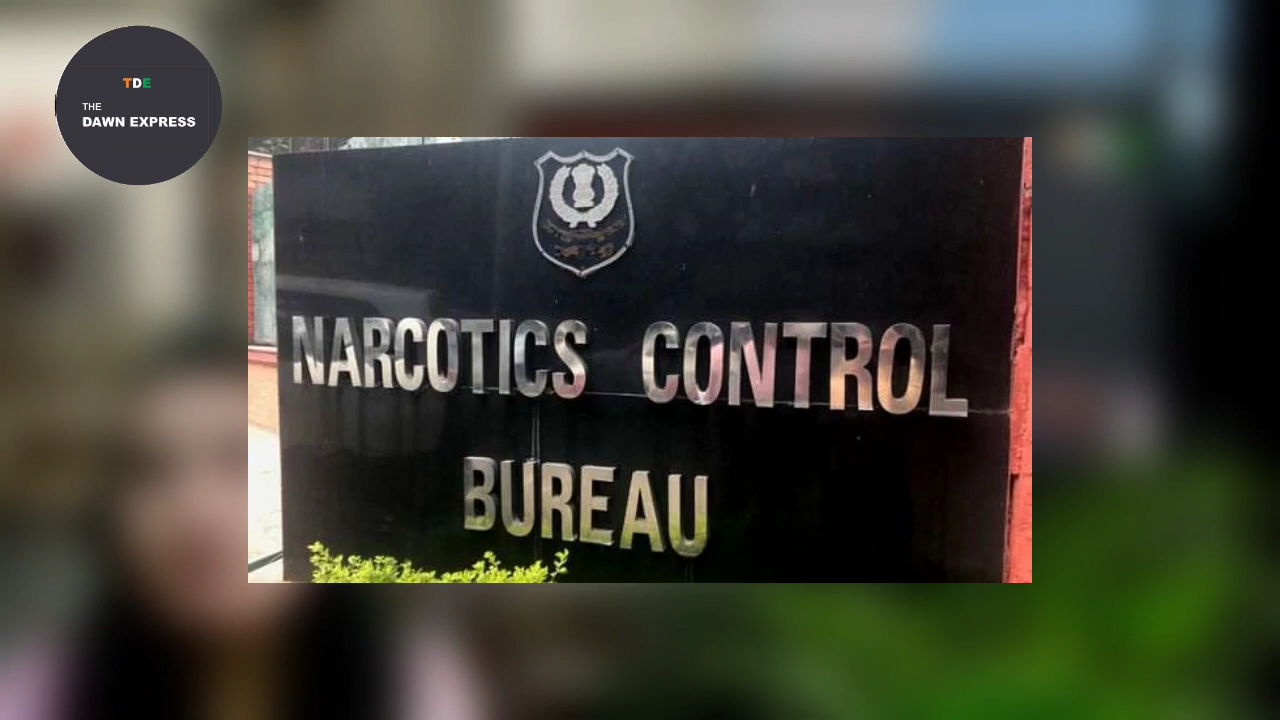 TDE
THE
DAWN EXPRESS
NARCOTICS CONTROL
BUREAU